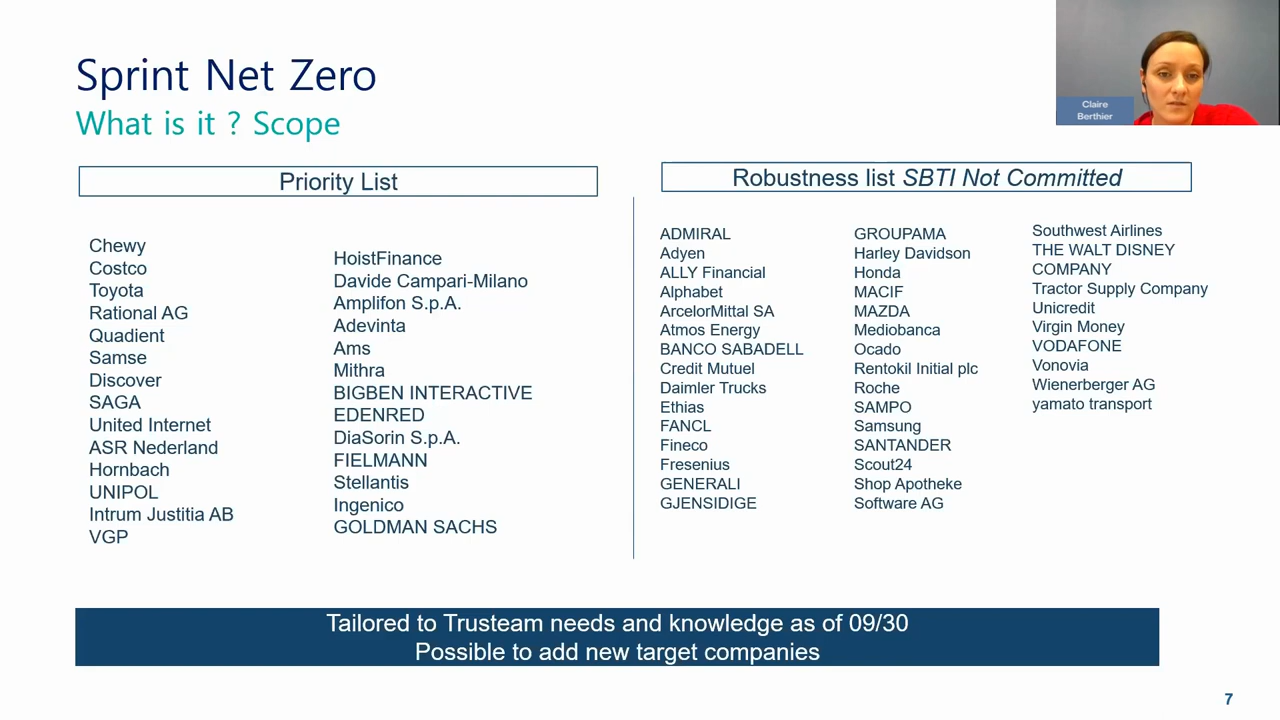 Sprint Net Zero
What is it ? Scope
Claire
Berthier
Priority List
Chewy
Costco
Toyota
Rational AG
Quadient
Samse
Discover
SAGA
United Internet
ASR Nederland
Hornbach
UNIPOL
Intrum Justitia AB
VGP
HoistFinance
Davide Campari-Milano
Amplifon S.p.A.
Adevinta
Ams
Mithra
BIGBEN INTERACTIVE
EDENRED
DiaSorin S.p.A.
FIELMANN
Stellantis
Ingenico
GOLDMAN SACHS
Robustness list SBTI Not Committed
ADMIRAL
Adyen
ALLY Financial
Alphabet
ArcelorMittal SA
Atmos Energy
BANCO SABADELL
Credit Mutuel
Daimler Trucks
Ethias
FANCL
Fineco
Fresenius
GENERALI
GJENSIDIGE
GROUPAMA
Harley Davidson
Honda
MACIF
MAZDA
Mediobanca
Ocado
Rentokil Initial plc
Roche
SAMPO
Samsung
SANTANDER
Scout24
Shop Apotheke
Software AG
Southwest Airlines
THE WALT DISNEY
COMPANY
Tractor Supply Company
Unicredit
Virgin Money
VODAFONE
Vonovia
Wienerberger AG
yamato transport
Tailored to Trusteam needs and knowledge as of 09/30
Possible to add new target companies
7